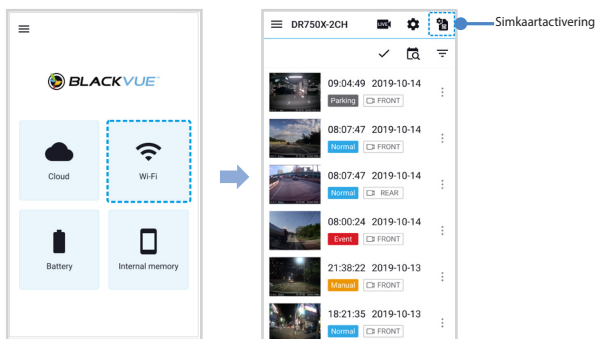 BLACKVUE
Cloud
Wi-Fi
Battery
Internal memory
DR750X-2CH
LIVE
Simkaartactivering
09:04:49 2019-10-14
Parking FRONT
08:07:47 2019-10-14
Normal FRONT
08:07:47 2019-10-14
Normal REAR
08:00:24 2019-10-14
Event FRONT
21:38:22 2019-10-13
Manual FRONT
18:21:35 2019-10-13
Normal FRONT